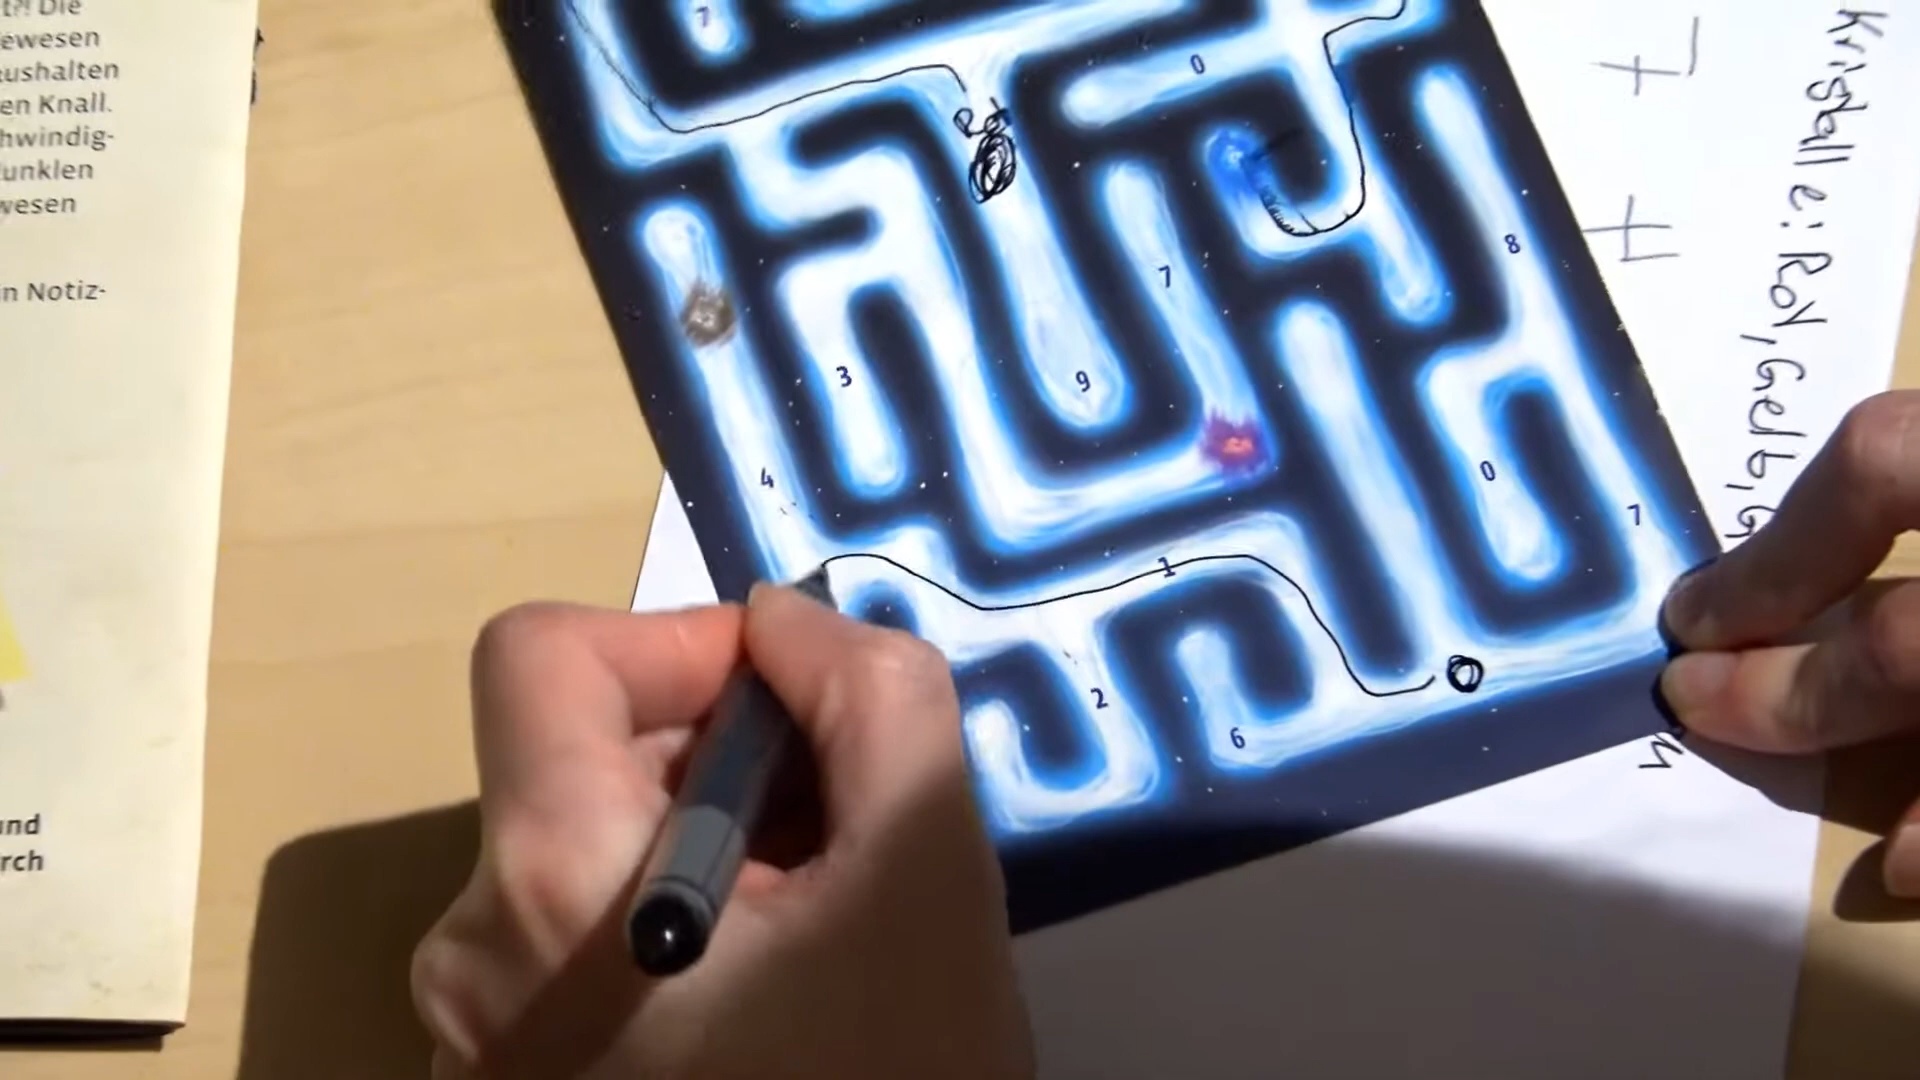 t?! Die
ewesen
aushalten
en Knall.
hwindig-
unklen
wesen
n Notiz-
und
rch
7
0
8
7
3
9
4
0
7
1
2
6
Kristalle: Rot, Gelb, G